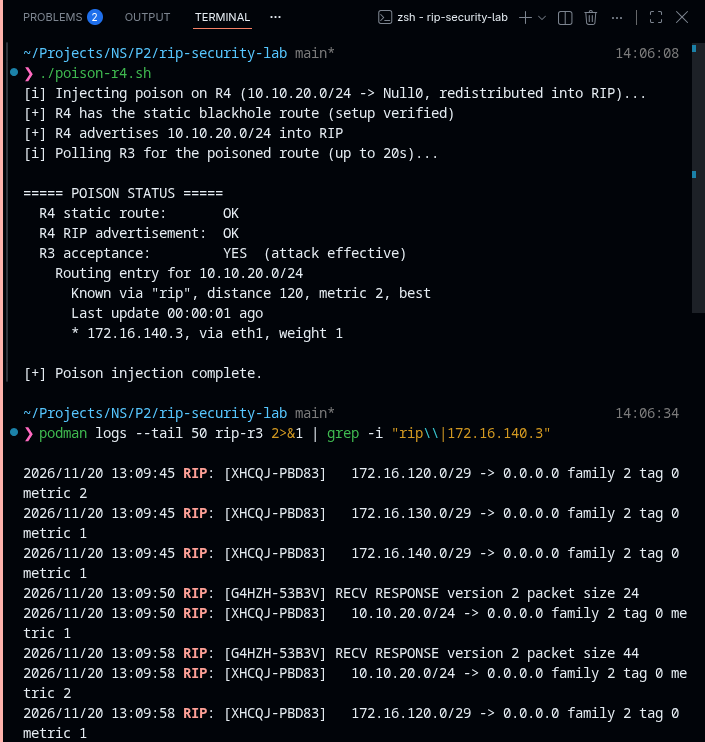 PROBLEMS 2 OUTPUT TERMINAL ··· zsh - rip-security-lab
~/Projects/NS/P2/rip-security-lab main* 14:06:08
❯ ./poison-r4.sh
[i] Injecting poison on R4 (10.10.20.0/24 -> Null0, redistributed into RIP)...
[+] R4 has the static blackhole route (setup verified)
[+] R4 advertises 10.10.20.0/24 into RIP
[i] Polling R3 for the poisoned route (up to 20s)...
===== POISON STATUS =====
R4 static route: OK
R4 RIP advertisement: OK
R3 acceptance: YES (attack effective)
Routing entry for 10.10.20.0/24
Known via "rip", distance 120, metric 2, best
Last update 00:00:01 ago
* 172.16.140.3, via eth1, weight 1
[+] Poison injection complete.
~/Projects/NS/P2/rip-security-lab main* 14:06:34
❯ podman logs --tail 50 rip-r3 2>&1 | grep -i "rip\\|172.16.140.3"
2026/11/20 13:09:45 RIP: [XHCQJ-PBD83] 172.16.120.0/29 -> 0.0.0.0 family 2 tag 0
metric 2
2026/11/20 13:09:45 RIP: [XHCQJ-PBD83] 172.16.130.0/29 -> 0.0.0.0 family 2 tag 0
metric 1
2026/11/20 13:09:45 RIP: [XHCQJ-PBD83] 172.16.140.0/29 -> 0.0.0.0 family 2 tag 0
metric 1
2026/11/20 13:09:50 RIP: [G4HZH-53B3V] RECV RESPONSE version 2 packet size 24
2026/11/20 13:09:50 RIP: [XHCQJ-PBD83] 10.10.20.0/24 -> 0.0.0.0 family 2 tag 0 me
tric 1
2026/11/20 13:09:58 RIP: [G4HZH-53B3V] RECV RESPONSE version 2 packet size 44
2026/11/20 13:09:58 RIP: [XHCQJ-PBD83] 10.10.20.0/24 -> 0.0.0.0 family 2 tag 0 me
tric 2
2026/11/20 13:09:58 RIP: [XHCQJ-PBD83] 172.16.120.0/29 -> 0.0.0.0 family 2 tag 0
metric 1